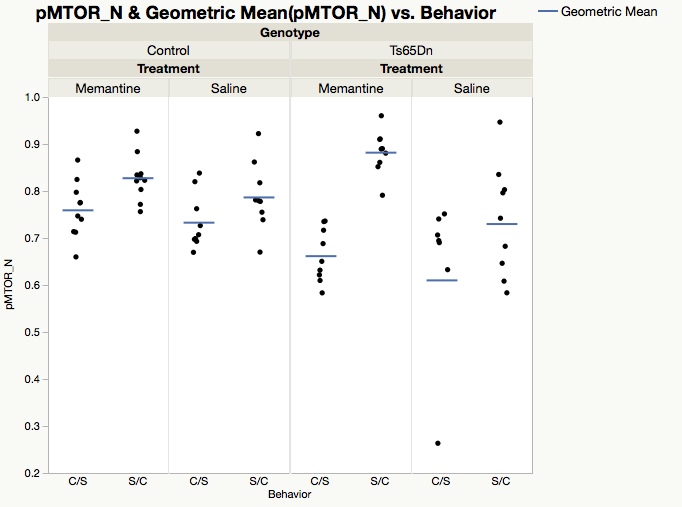 pMTOR_N & Geometric Mean(pMTOR_N) vs. Behavior
Geometric Mean
Genotype
Control Ts65Dn
Treatment Treatment
Memantine Saline Memantine Saline
1.0
0.9
0.8
0.7
0.6
0.5
0.4
0.3
0.2
pMTOR_N
C/S S/C C/S S/C C/S S/C C/S S/C
Behavior